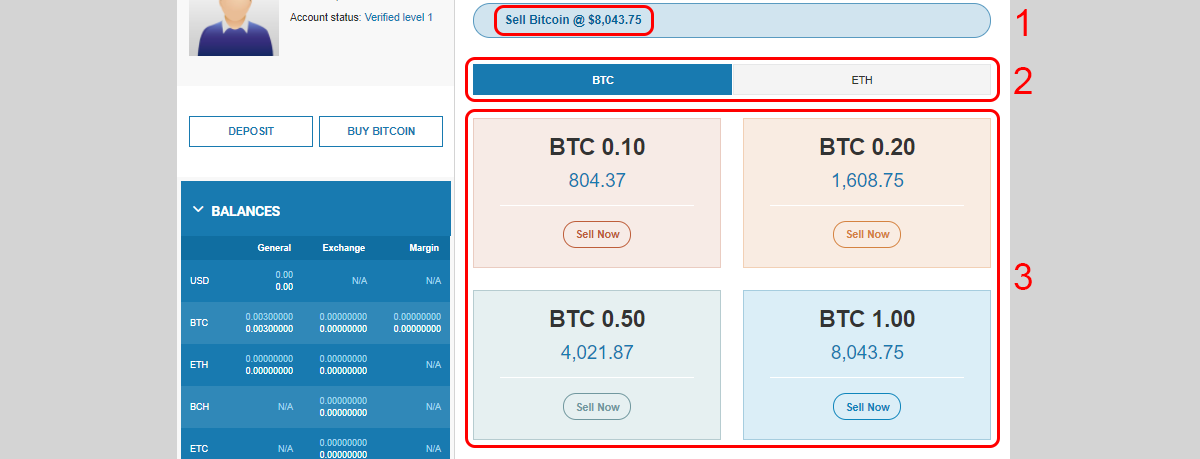 Account status: Verified level 1
DEPOSIT
BUY BITCOIN
BALANCES
General Exchange Margin
USD 0.00 N/A N/A
0.00
BTC 0.00300000 0.00000000 0.00000000
0.00300000 0.00000000 0.00000000
ETH 0.00000000 0.00000000 N/A
0.00000000 0.00000000
BCH N/A 0.00000000 N/A
0.00000000
ETC N/A 0.00000000 N/A
0.00000000
Sell Bitcoin @ $8,043.75
1
BTC ETH
2
BTC 0.10
804.37
Sell Now
BTC 0.20
1,608.75
Sell Now
3
BTC 0.50
4,021.87
Sell Now
BTC 1.00
8,043.75
Sell Now